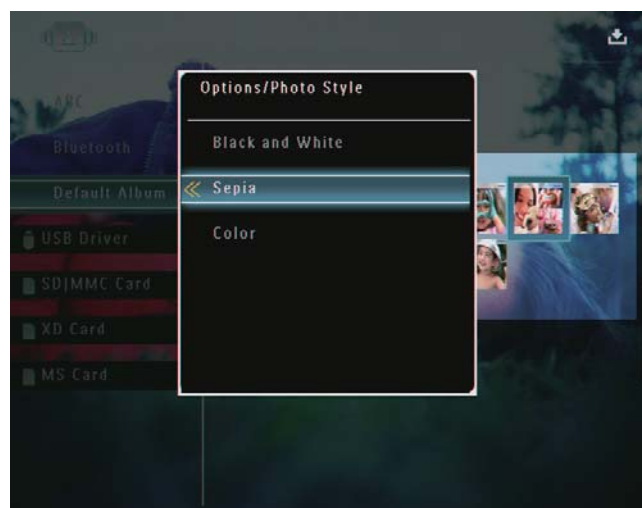 ABC
Bluetooth
Default Album
USB Driver
SD|MMC Card
XD Card
MS Card
Options/Photo Style
Black and White
Sepia
Color